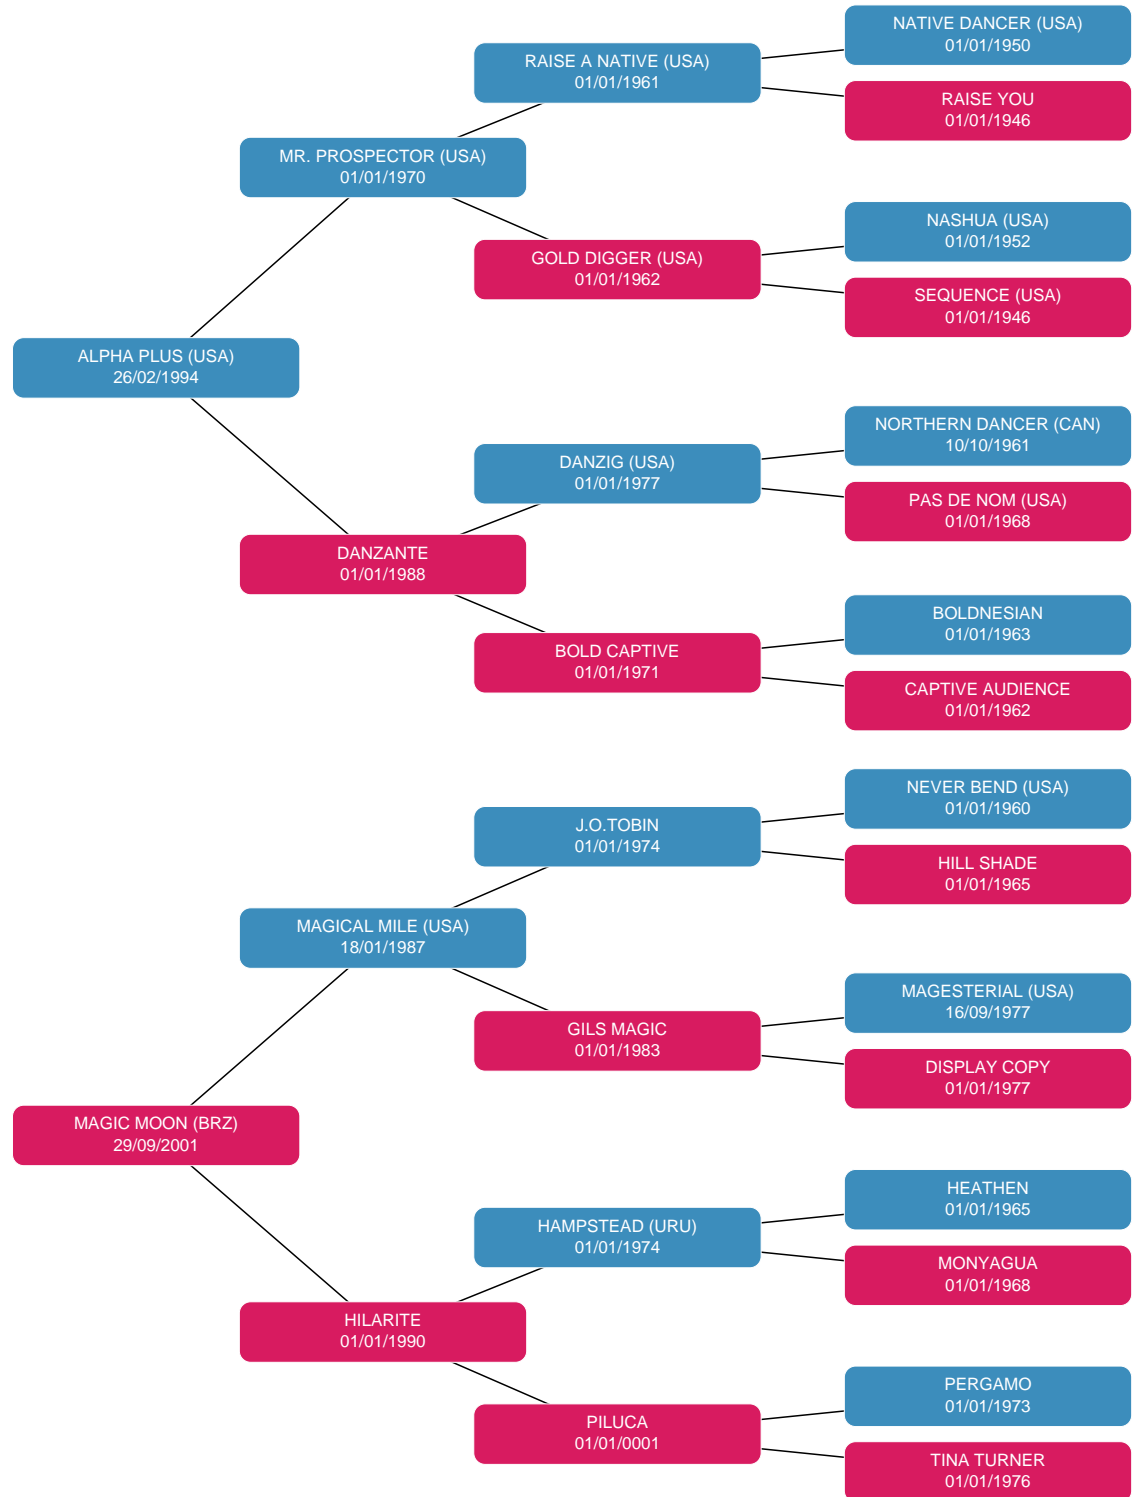 NATIVE DANCER (USA)
01/01/1950
RAISE A NATIVE (USA)
01/01/1961
RAISE YOU
01/01/1946
MR. PROSPECTOR (USA)
01/01/1970
NASHUA (USA)
01/01/1952
GOLD DIGGER (USA)
01/01/1962
SEQUENCE (USA)
01/01/1946
ALPHA PLUS (USA)
26/02/1994
NORTHERN DANCER (CAN)
10/10/1961
DANZIG (USA)
01/01/1977
PAS DE NOM (USA)
01/01/1968
DANZANTE
01/01/1988
BOLDNESIAN
01/01/1963
BOLD CAPTIVE
01/01/1971
CAPTIVE AUDIENCE
01/01/1962
NEVER BEND (USA)
01/01/1960
J.O.TOBIN
01/01/1974
HILL SHADE
01/01/1965
MAGICAL MILE (USA)
18/01/1987
MAGESTERIAL (USA)
16/09/1977
GILS MAGIC
01/01/1983
DISPLAY COPY
01/01/1977
MAGIC MOON (BRZ)
29/09/2001
HEATHEN
01/01/1965
HAMPSTEAD (URU)
01/01/1974
MONYAGUA
01/01/1968
HILARITE
01/01/1990
PERGAMO
01/01/1973
PILUCA
01/01/0001
TINA TURNER
01/01/1976